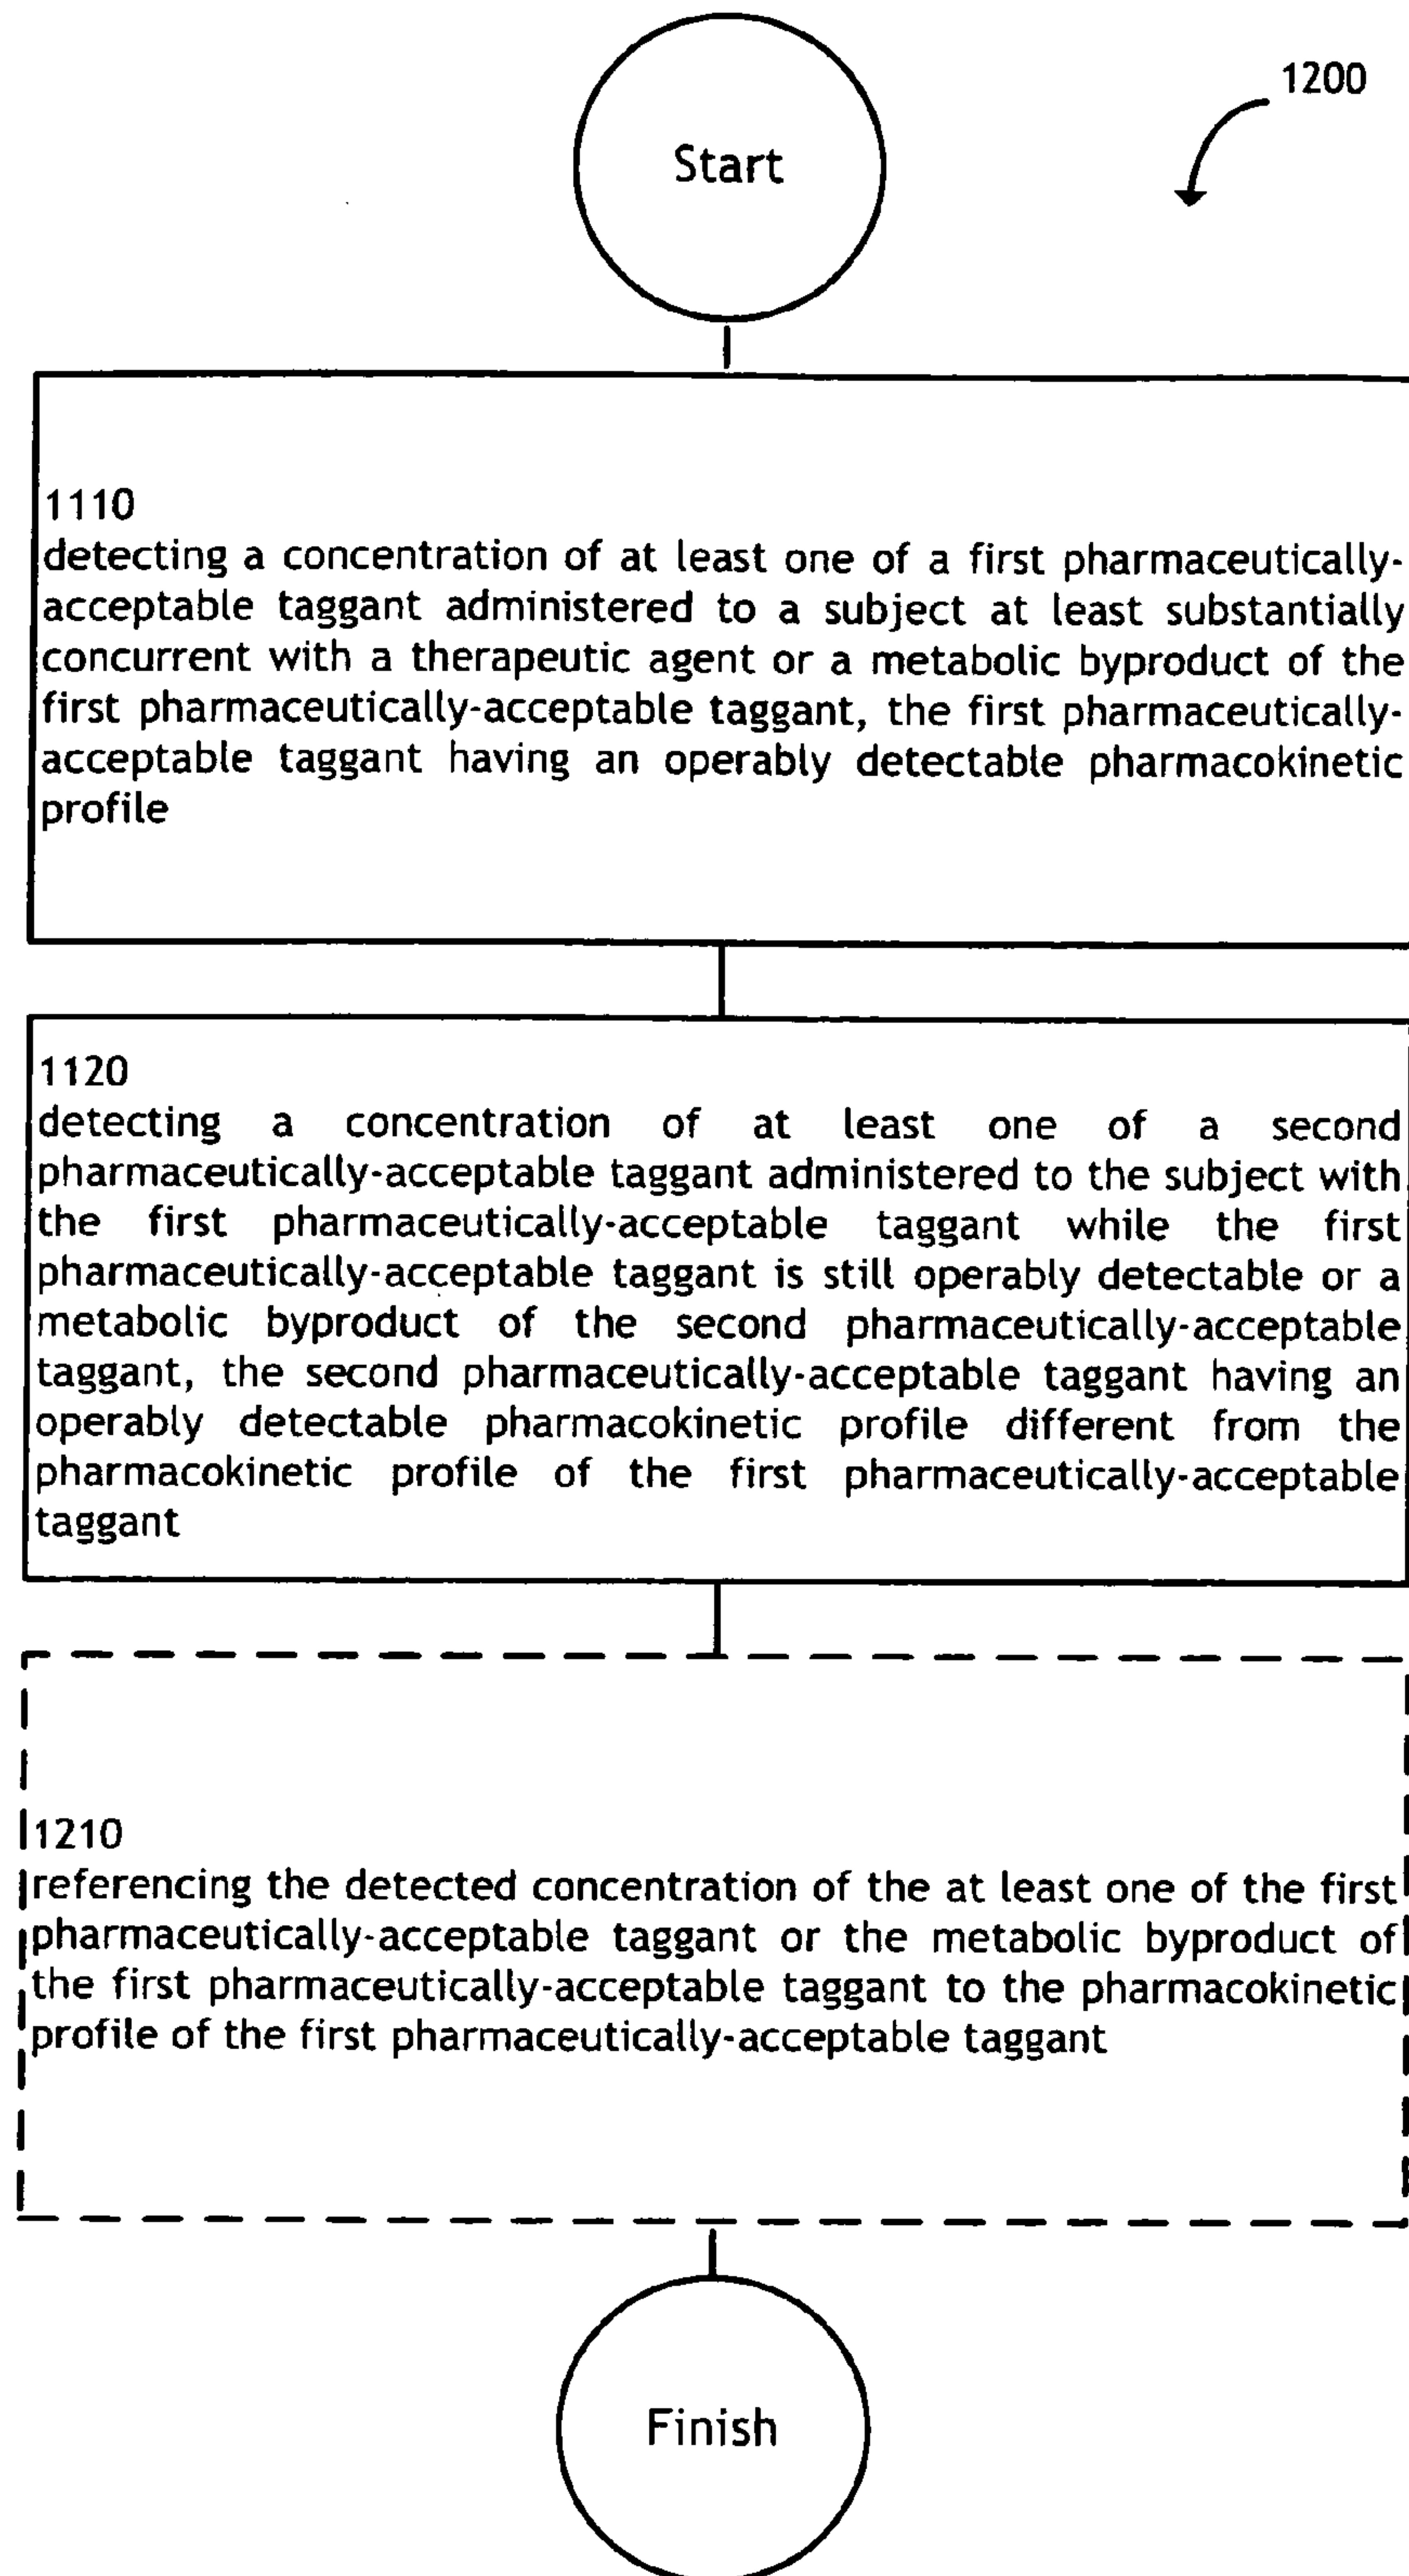 1200
Start
1110
detecting a concentration of at least one of a first pharmaceutically-
acceptable taggant administered to a subject at least substantially
concurrent with a therapeutic agent or a metabolic byproduct of the
first pharmaceutically-acceptable taggant, the first pharmaceutically-
acceptable taggant having an operably detectable pharmacokinetic
profile
1120
detecting a concentration of at least one of a second
pharmaceutically-acceptable taggant administered to the subject with
the first pharmaceutically-acceptable taggant while the first
pharmaceutically-acceptable taggant is still operably detectable or a
metabolic byproduct of the second pharmaceutically-acceptable
taggant, the second pharmaceutically-acceptable taggant having an
operably detectable pharmacokinetic profile different from the
pharmacokinetic profile of the first pharmaceutically-acceptable
taggant
1210
referencing the detected concentration of the at least one of the first
pharmaceutically-acceptable taggant or the metabolic byproduct of
the first pharmaceutically-acceptable taggant to the pharmacokinetic
profile of the first pharmaceutically-acceptable taggant
Finish